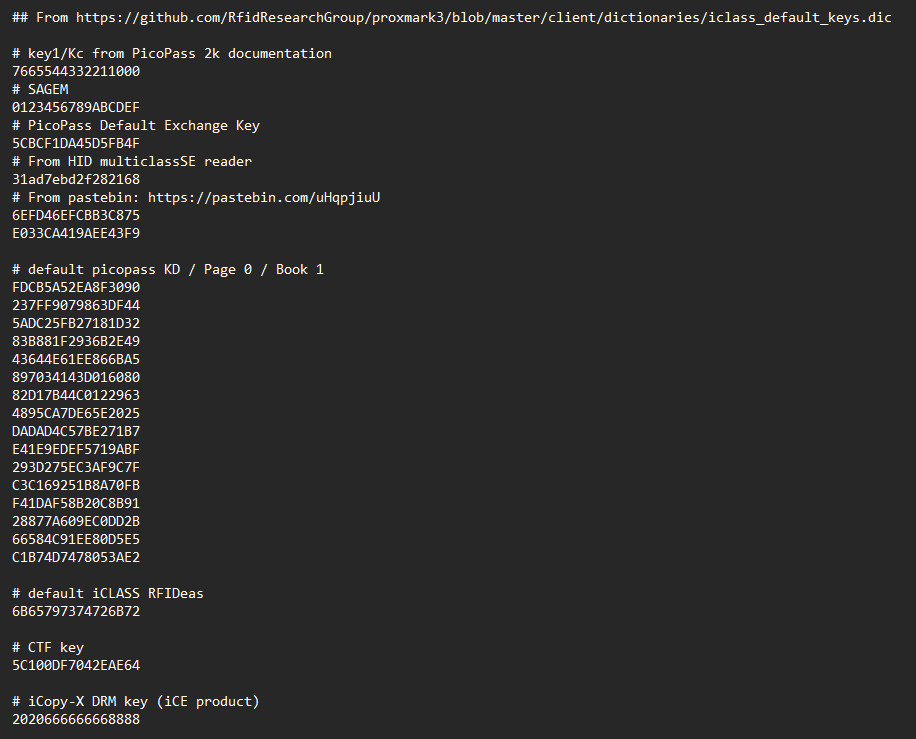 ## From https://github.com/RfidResearchGroup/proxmark3/blob/master/client/dictionaries/iclass_default_keys.dic
# key1/Kc from PicoPass 2k documentation
7665544332211000
# SAGEM
0123456789ABCDEF
# PicoPass Default Exchange Key
5CBCF1DA45D5FB4F
# From HID multiclassSE reader
31ad7ebd2f282168
# From pastebin: https://pastebin.com/uHqpjiuU
6EFD46EFCBB3C875
E033CA419AEE43F9
# default picopass KD / Page 0 / Book 1
FDCB5A52EA8F3090
237FF9079863DF44
5ADC25FB27181D32
83B881F2936B2E49
43644E61EE866BA5
897034143D016080
82D17B44C0122963
4895CA7DE65E2025
DADAD4C57BE271B7
E41E9EDEF5719ABF
293D275EC3AF9C7F
C3C169251B8A70FB
F41DAF58B20C8B91
28877A609EC0DD2B
66584C91EE80D5E5
C1B74D7478053AE2
# default iCLASS RFIDeas
6B65797374726B72
# CTF key
5C100DF7042EAE64
# iCopy-X DRM key (iCE product)
2020666666668888